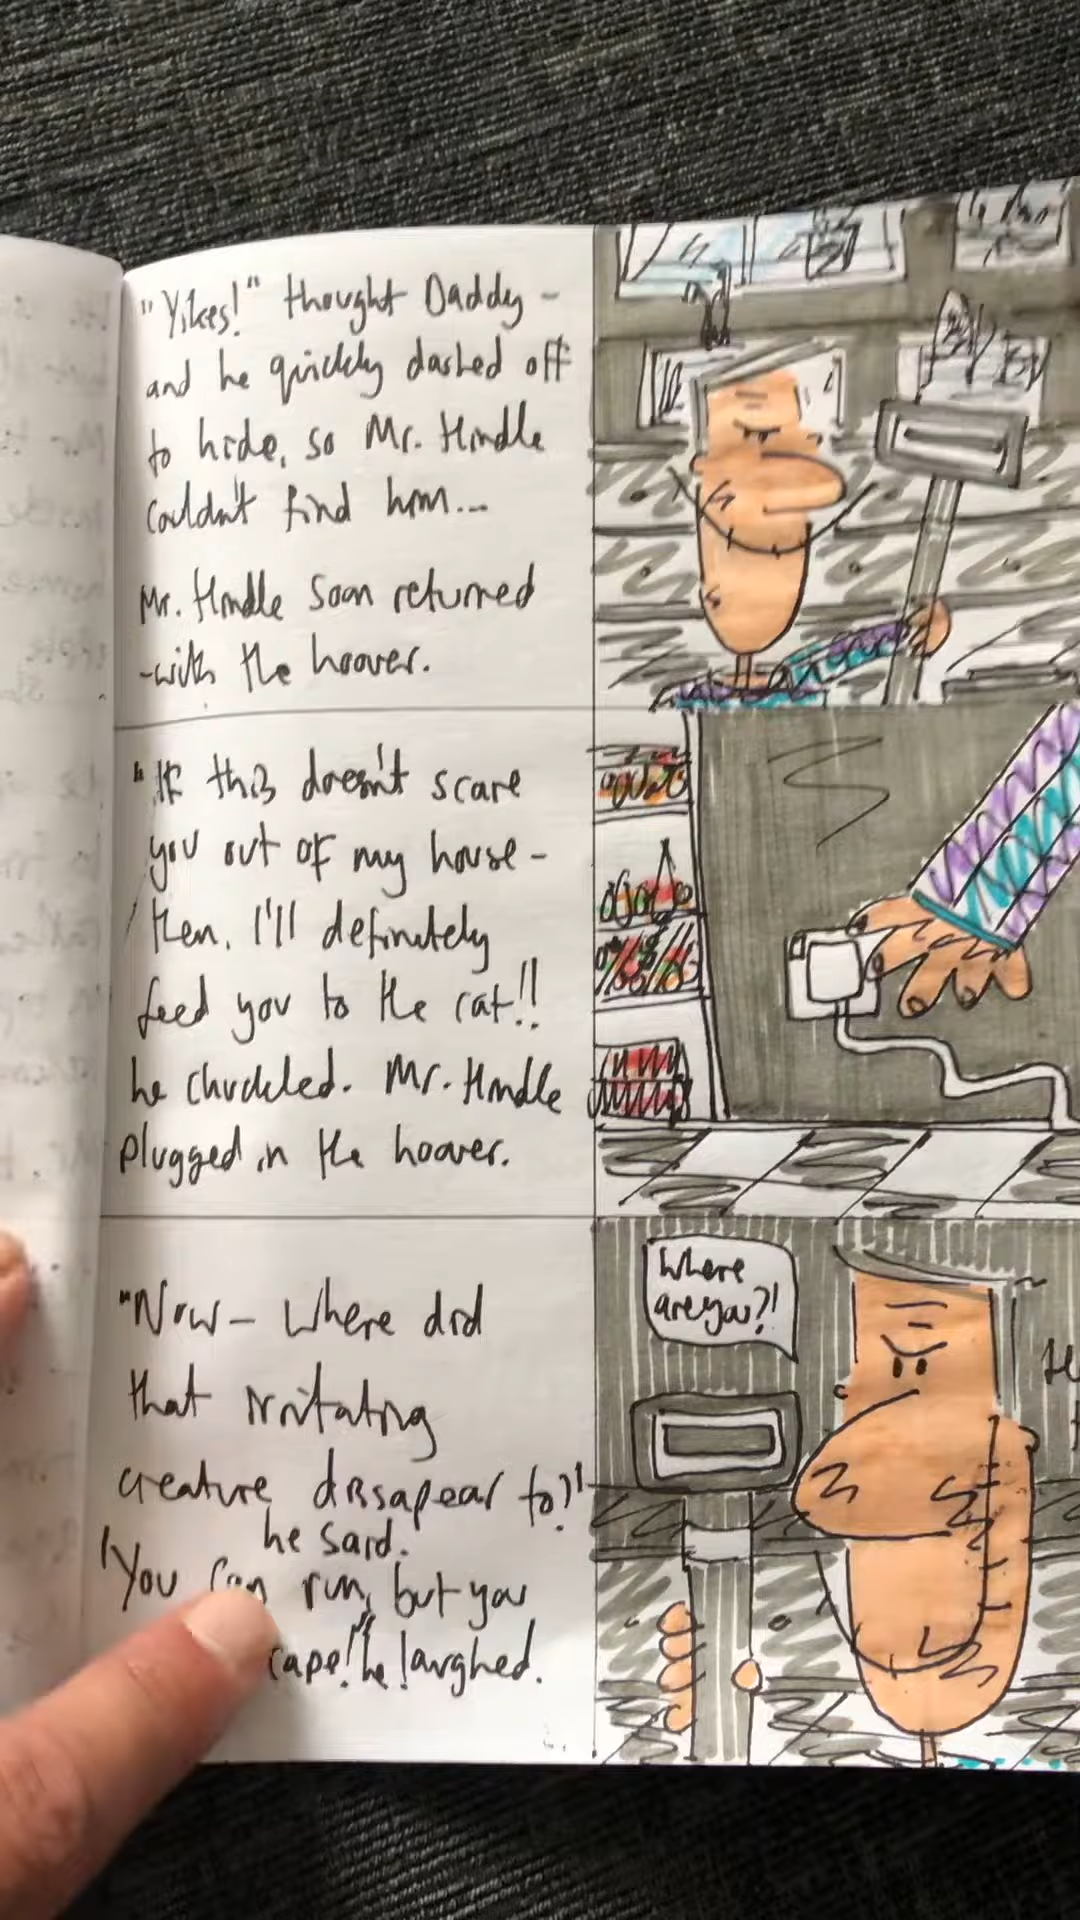 "Yikes!" thought Daddy -
and he quickly dashed off
to hide, so Mr. Hindle
couldn't find him...
Mr. Hindle soon returned
-with the hoover.
"If this doesn't scare
you out of my house -
then, I'll definetely
feed you to the cat!!
he chuckled. Mr. Hindle
plugged in the hoover.
"Now - Where did
that irritating
creature dissapear to?!"
he said.
"You can run, but you
cape!" he laughed.
Where
are you?!